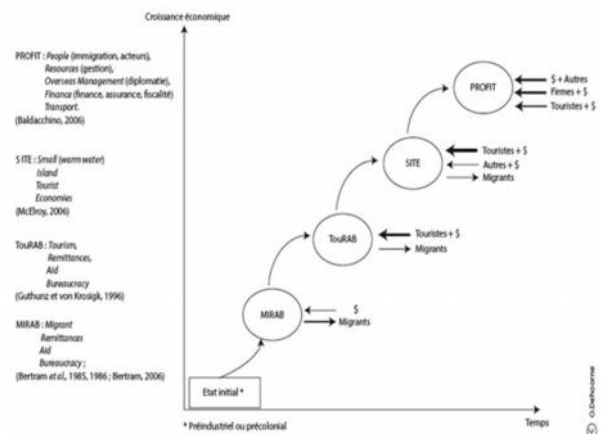 Croissance économique
PROFIT : People (immigration, acteurs),
Resources (gestion),
Overseas Management (diplomatie),
Finance (finance, assurance, fiscalité)
Transport.
(Baldacchino, 2006)
SITE : Small (warm water)
Island
Tourist
Economies
(McElroy, 2006)
TouRAB : Tourism,
Remittances,
Aid
Bureaucracy
(Guthunz et von Krosigk, 1996)
MIRAB : Migrant
Remittances
Aid
Bureaucracy ;
(Bertram et al., 1985, 1986 ; Bertram, 2006)
PROFIT
$ + Autres
Firmes + $
Touristes + $
SITE
Touristes + $
Autres + $
Migrants
TouRAB
Touristes + $
Migrants
MIRAB
$
Migrants
Etat initial *
Temps
* Préindustriel ou précolonial
© O.Dehoorne